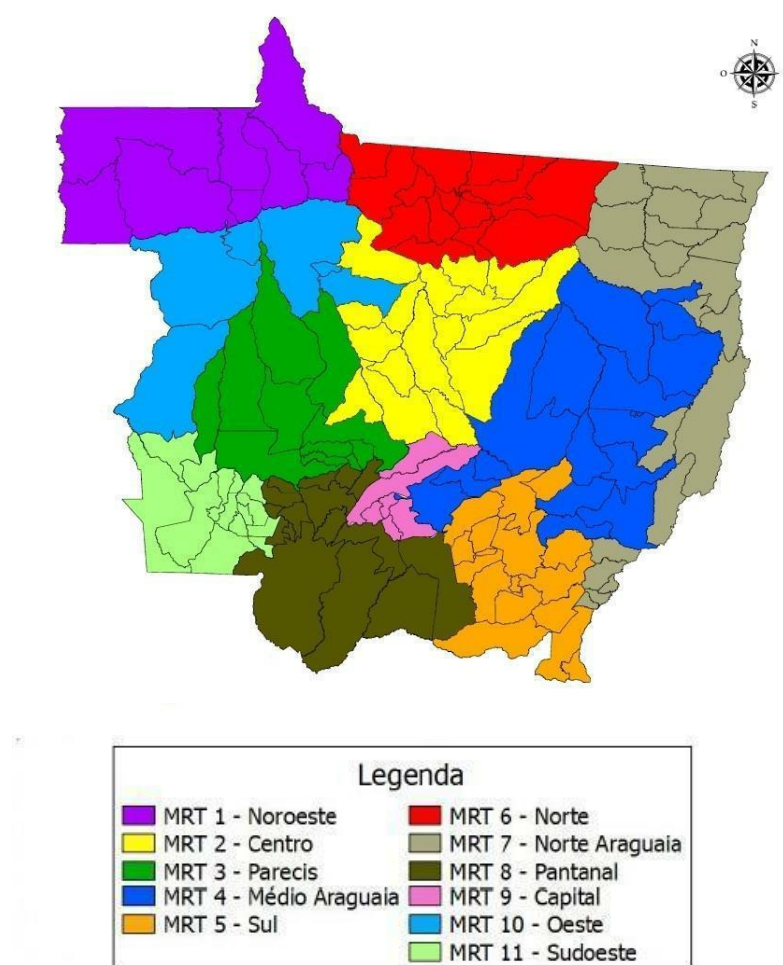 N
O
S
Legenda
MRT 1 - Noroeste
MRT 2 - Centro
MRT 3 - Parecis
MRT 4 - Médio Araguaia
MRT 5 - Sul
MRT 6 - Norte
MRT 7 - Norte Araguaia
MRT 8 - Pantanal
MRT 9 - Capital
MRT 10 - Oeste
MRT 11 - Sudoeste